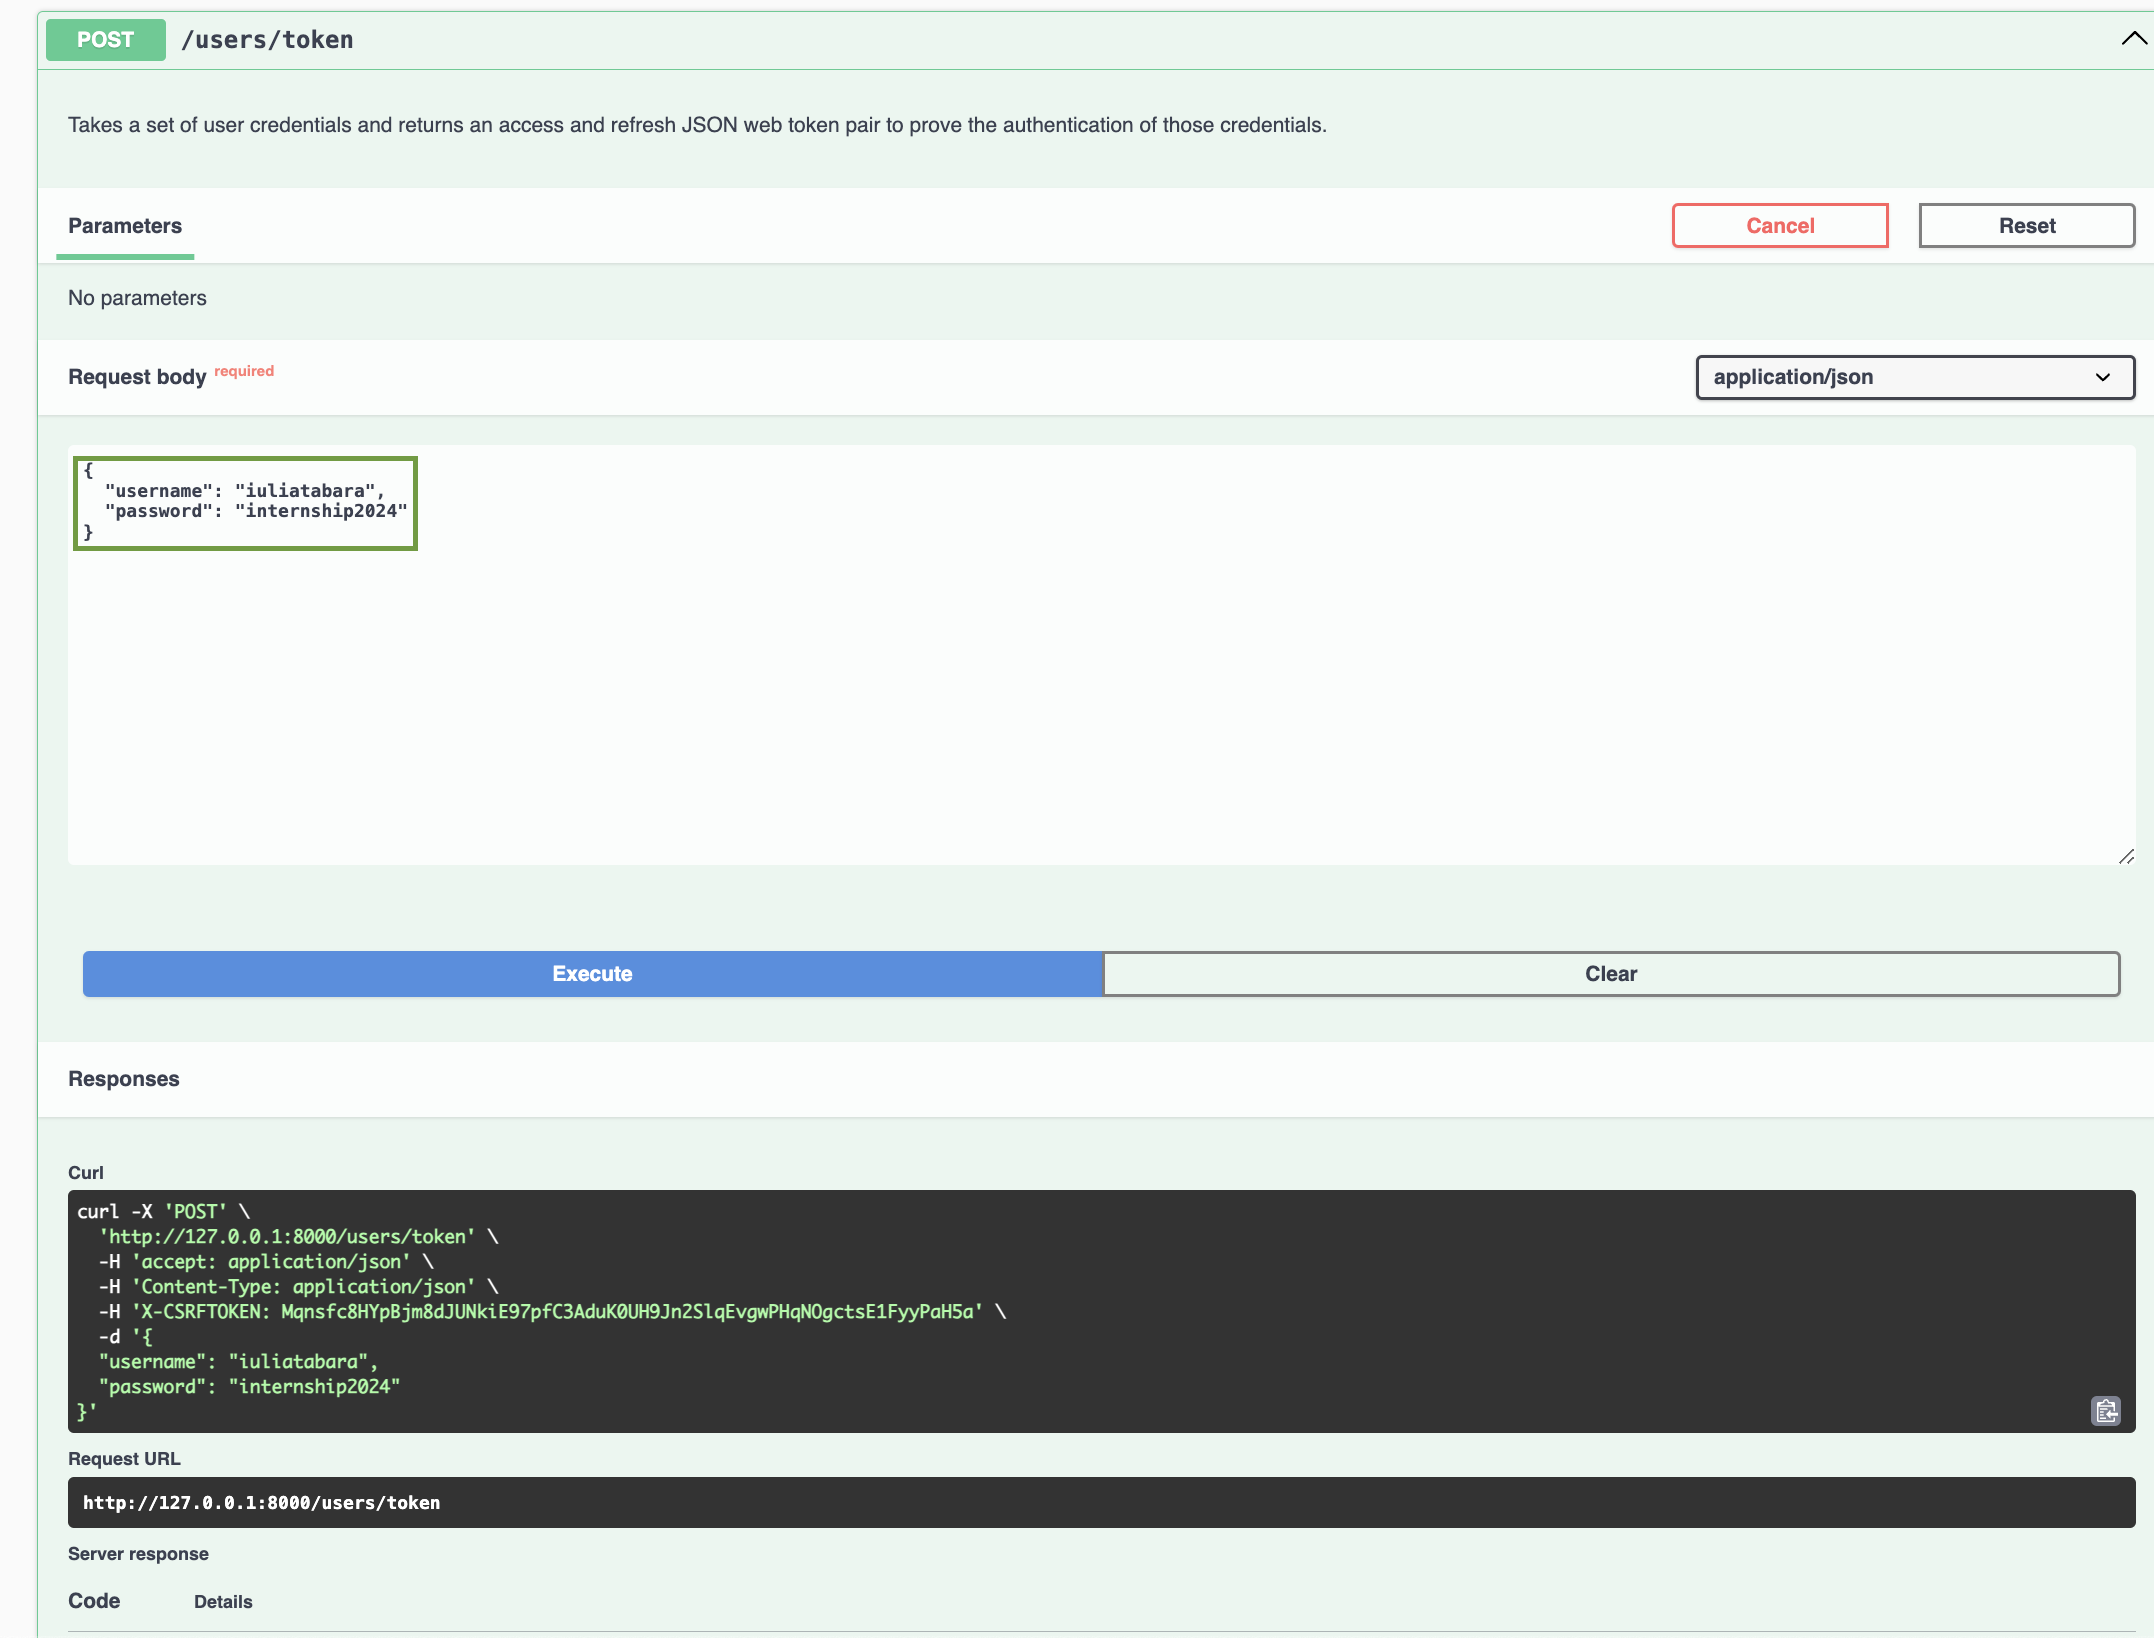 POST /users/token
Takes a set of user credentials and returns an access and refresh JSON web token pair to prove the authentication of those credentials.
Parameters
Cancel
Reset
No parameters
Request body required
application/json
{
"username": "iuliatabara",
"password": "internship2024"
}
Execute
Clear
Responses
Curl
curl -X 'POST' \
'http://127.0.0.1:8000/users/token' \
-H 'accept: application/json' \
-H 'Content-Type: application/json' \
-H 'X-CSRFTOKEN: Mqnsfc8HYpBjm8dJUNkiE97pfC3AduK0UH9Jn2SlqEvgwPHqNOgctsE1FyyPaH5a' \
-d '{
"username": "iuliatabara",
"password": "internship2024"
}'
Request URL
http://127.0.0.1:8000/users/token
Server response
Code Details